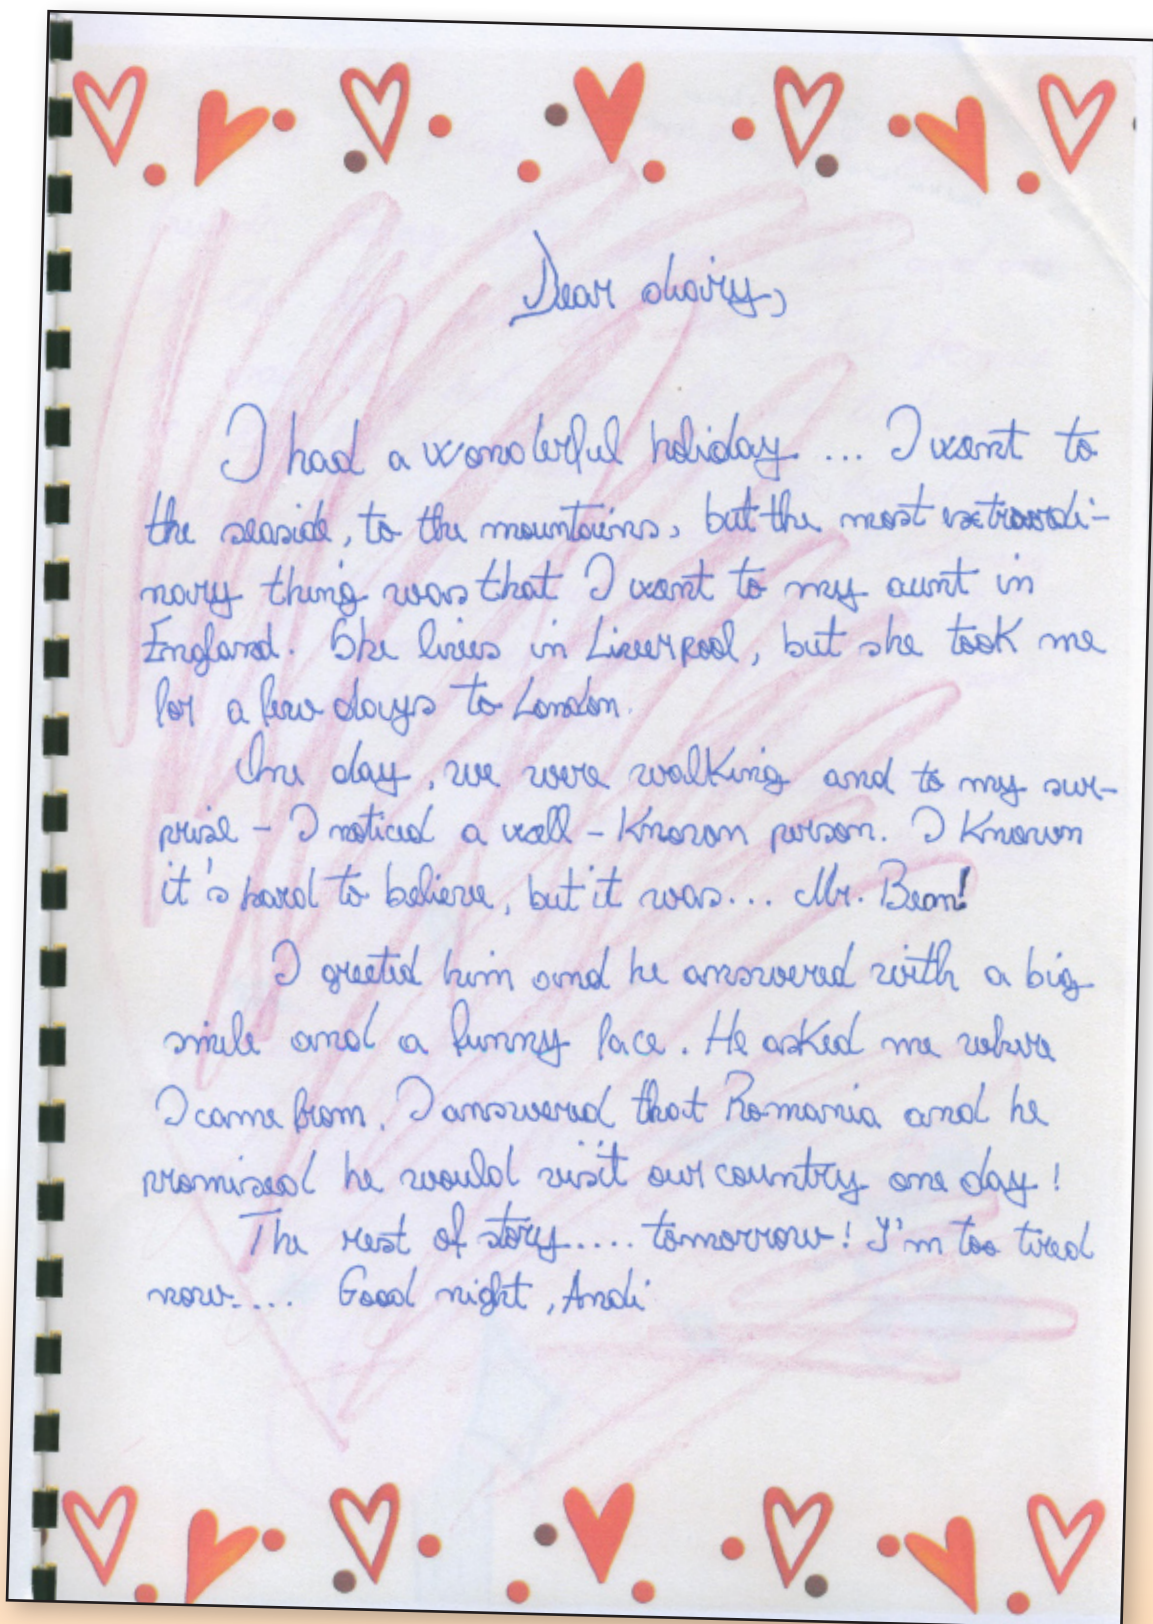 Dear diary,
I had a wonderful holiday... I went to
the seaside, to the mountains, but the most extraordi-
nary thing was that I went to my aunt in
England. She lives in Liverpool, but she took me
for a few days to London.
One day, we were walking and to my sur-
prise - I noticed a well-known person. I known
it's hard to believe, but it was... Mr. Bean!
I greeted him and he answered with a big
smile and a funny face. He asked me where
I came from. I answered that Romania and he
promised he would visit our country one day!
The rest of story..... tomorrow! I'm too tired
now.... Good night, Andi